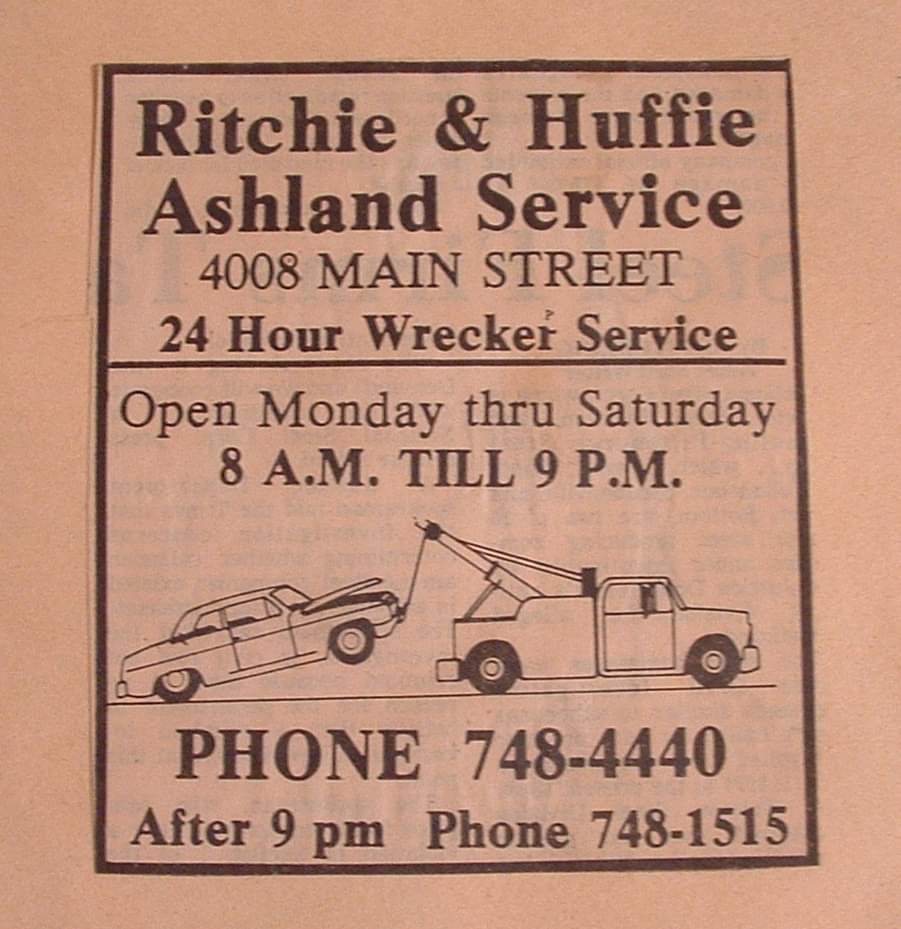 Ritchie & Huffie
Ashland Service
4008 MAIN STREET
24 Hour Wrecker Service
Open Monday thru Saturday
8 A.M. TILL 9 P.M.
PHONE 748-4440
After 9 pm Phone 748-1515